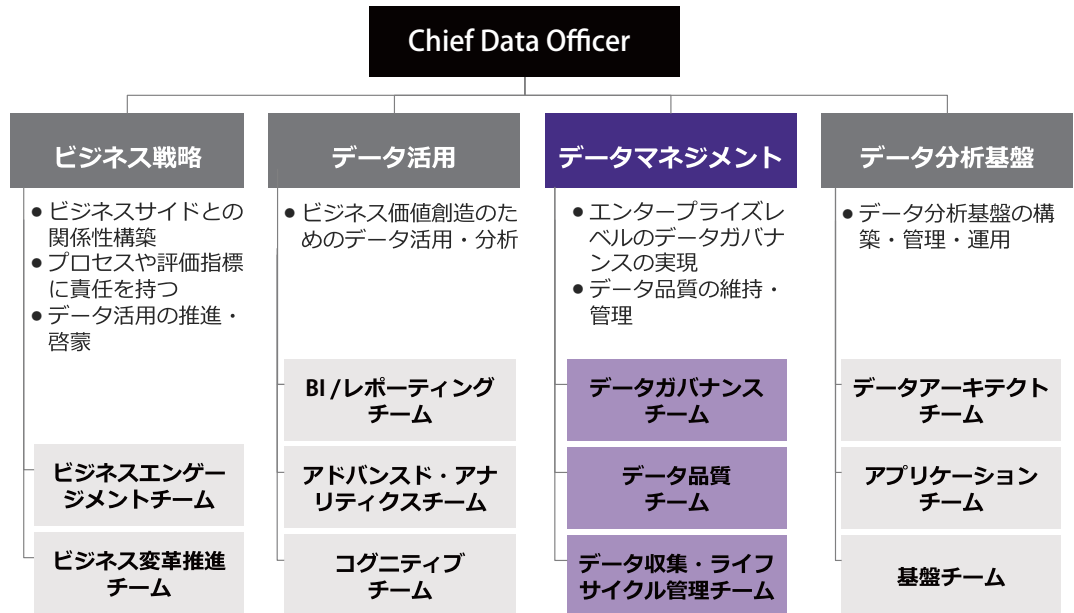 Chief Data Officer
ビジネス戦略
● ビジネスサイドとの
関係性構築
● プロセスや評価指標
に責任を持つ
● データ活用の推進・
啓蒙
ビジネスエンゲー
ジメントチーム
ビジネス変革推進
チーム
データ活用
● ビジネス価値創造のた
めのデータ活用・分析
BI /レポーティング
チーム
アドバンスド・アナ
リティクスチーム
コグニティブ
チーム
データマネジメント
● エンタープライズレ
ベルのデータガバナ
ンスの実現
● データ品質の維持・
管理
データガバナンス
チーム
データ品質
チーム
データ収集・ライフ
サイクル管理チーム
データ分析基盤
● データ分析基盤の構
築・管理・運用
データアーキテクト
チーム
アプリケーション
チーム
基盤チーム